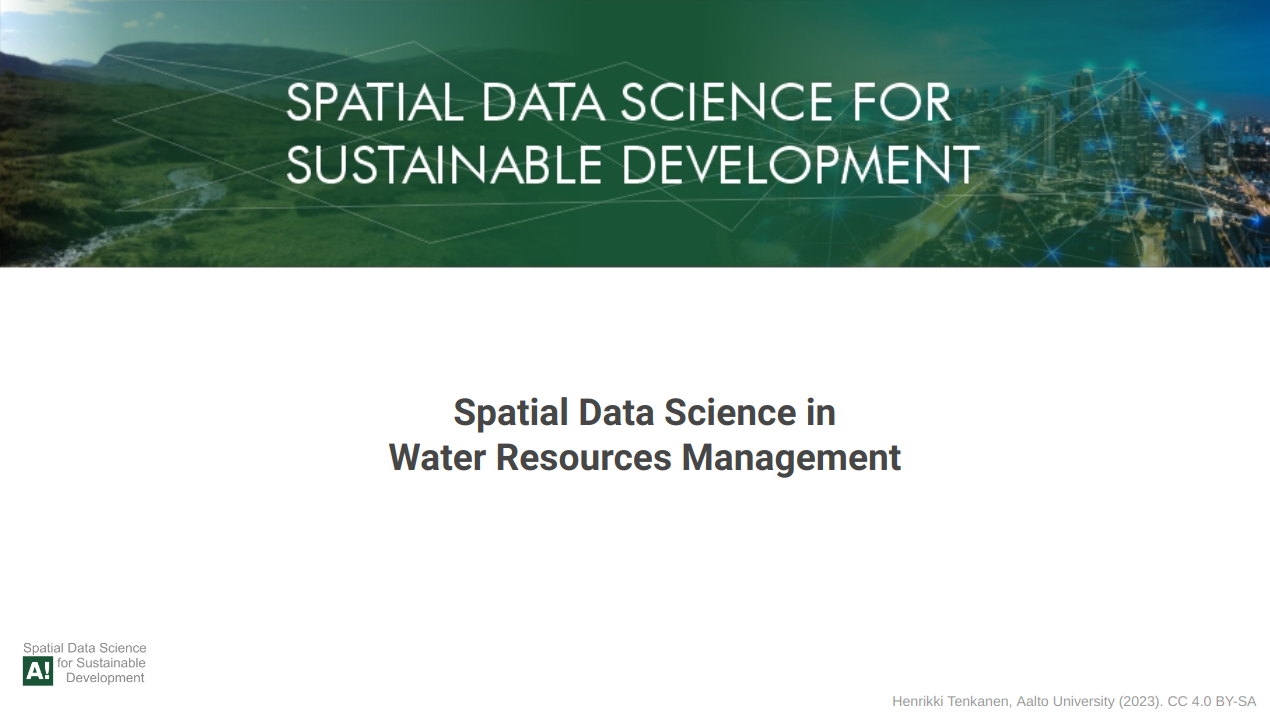 SPATIAL DATA SCIENCE FOR
SUSTAINABLE DEVELOPMENT
Spatial Data Science in
Water Resources Management
Spatial Data Science
A! for Sustainable
Development
Henrikki Tenkanen, Aalto University (2023). CC 4.0 BY-SA